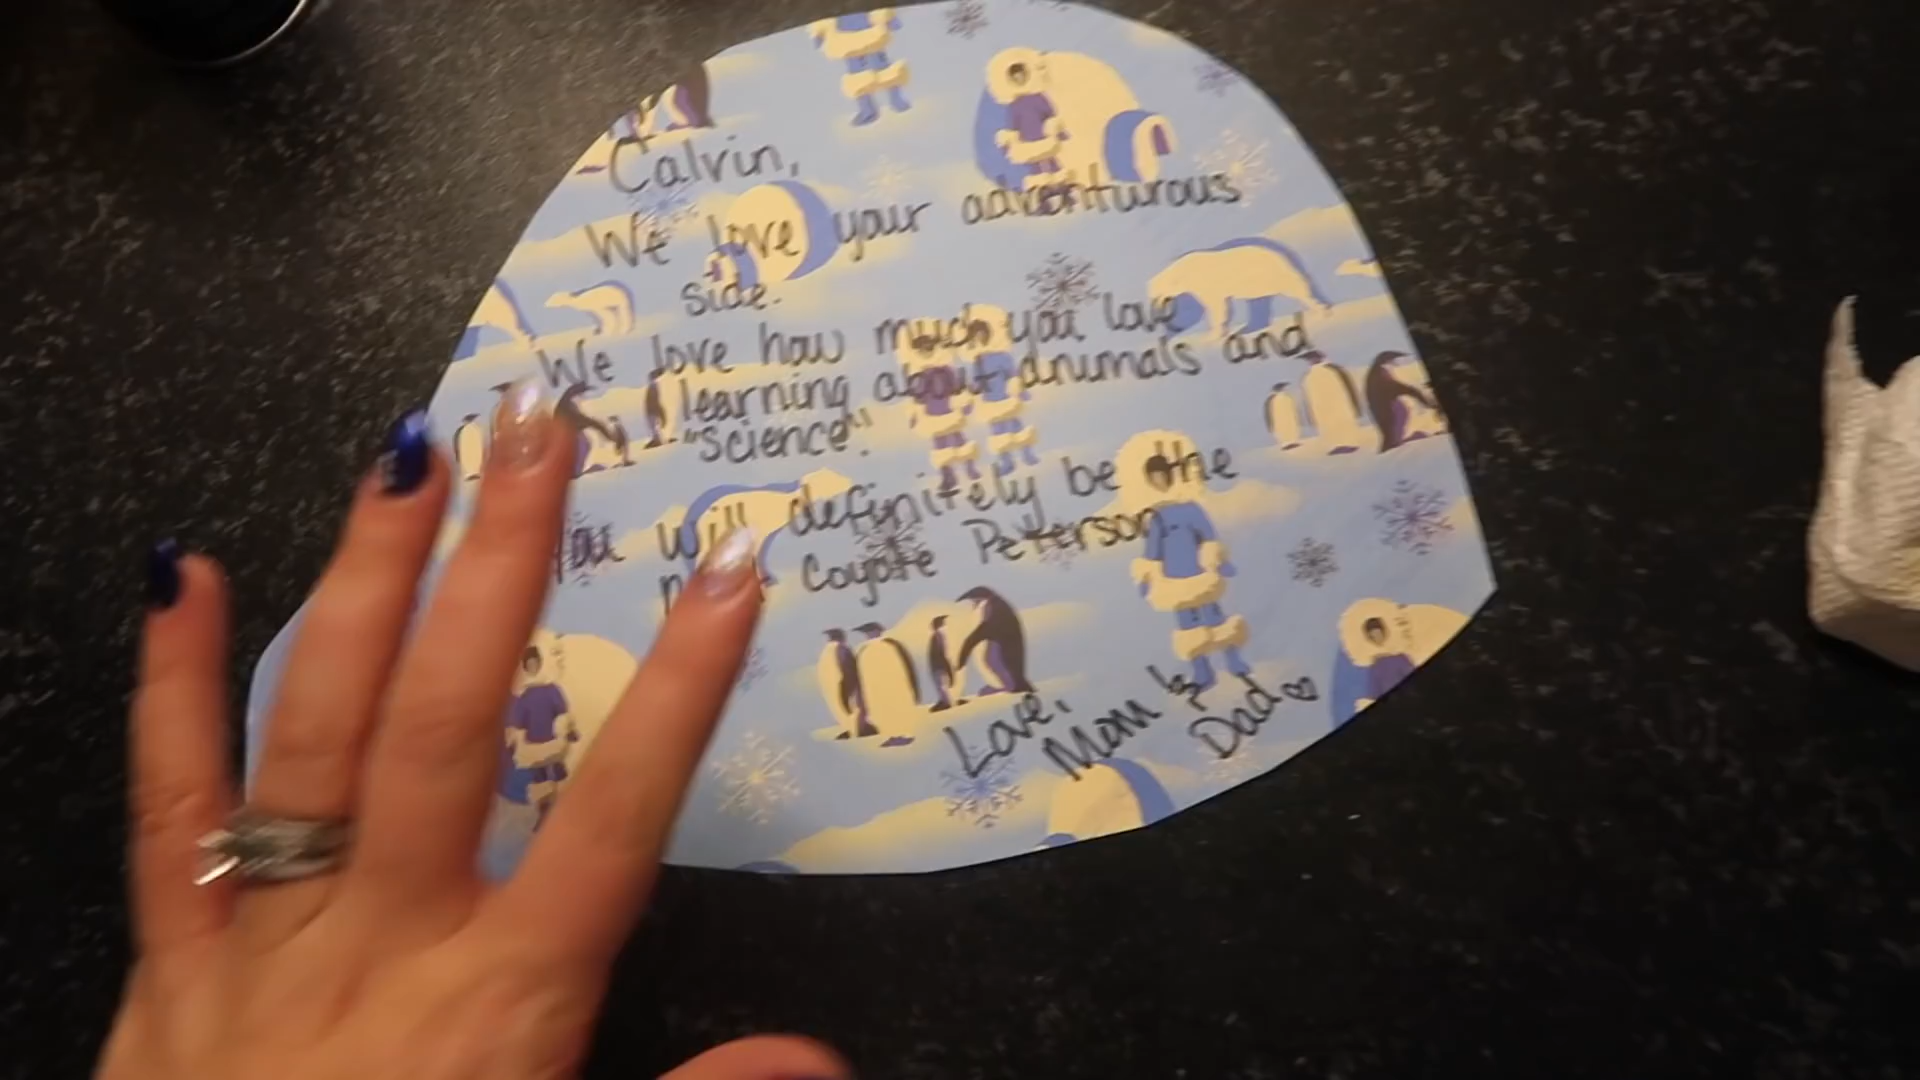 Calvin,
We love your adventurous
side.
We love how much you love
learning about animals and
"Science".
You will definitely be the
Coyote Peterson.
Love,
Mom &
Dad ♡